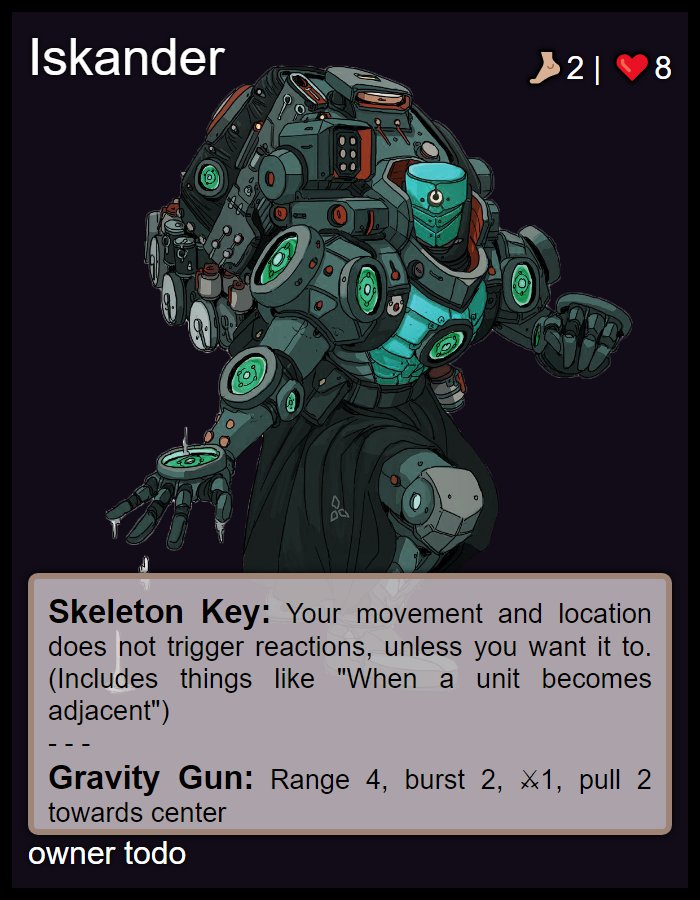 Iskander
🦶🏼2 | ❤️8
Skeleton Key: Your movement and location
does not trigger reactions, unless you want it to.
(Includes things like "When a unit becomes
adjacent")
- - -
Gravity Gun: Range 4, burst 2, ⚔1, pull 2
towards center
owner todo